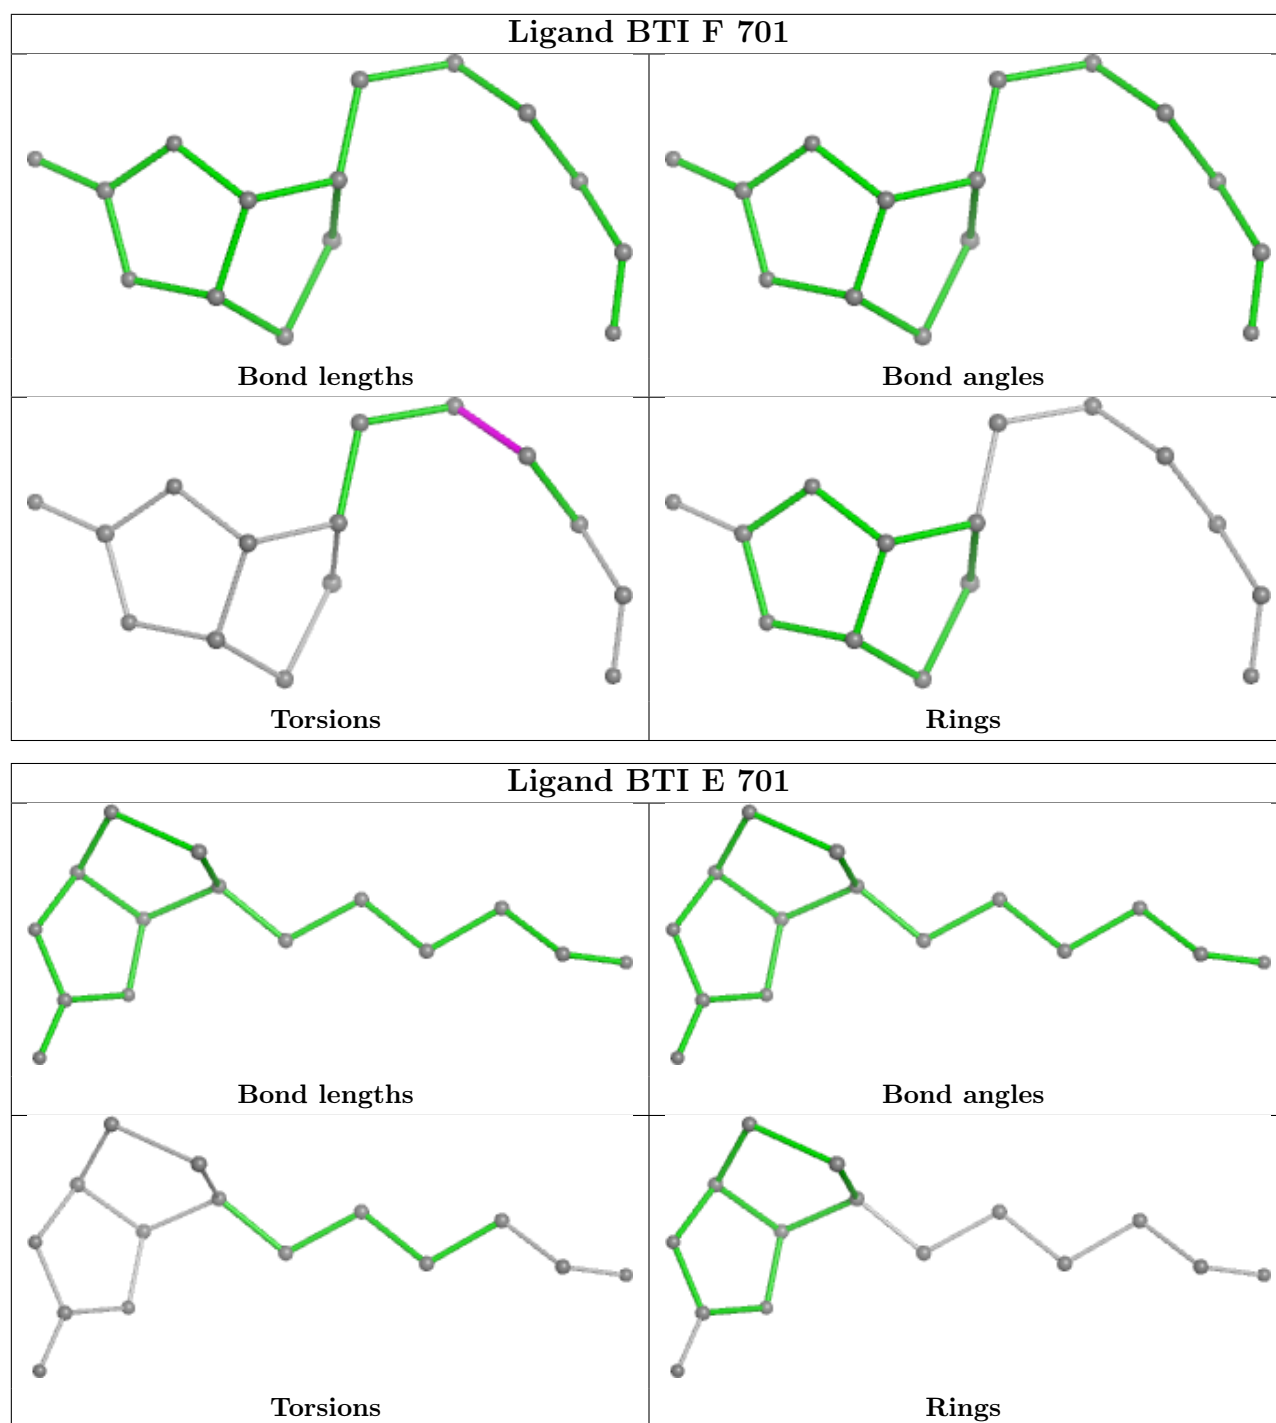 Ligand BTI F 701
Bond lengths Bond angles
Torsions Rings
Ligand BTI E 701
Bond lengths Bond angles
Torsions Rings